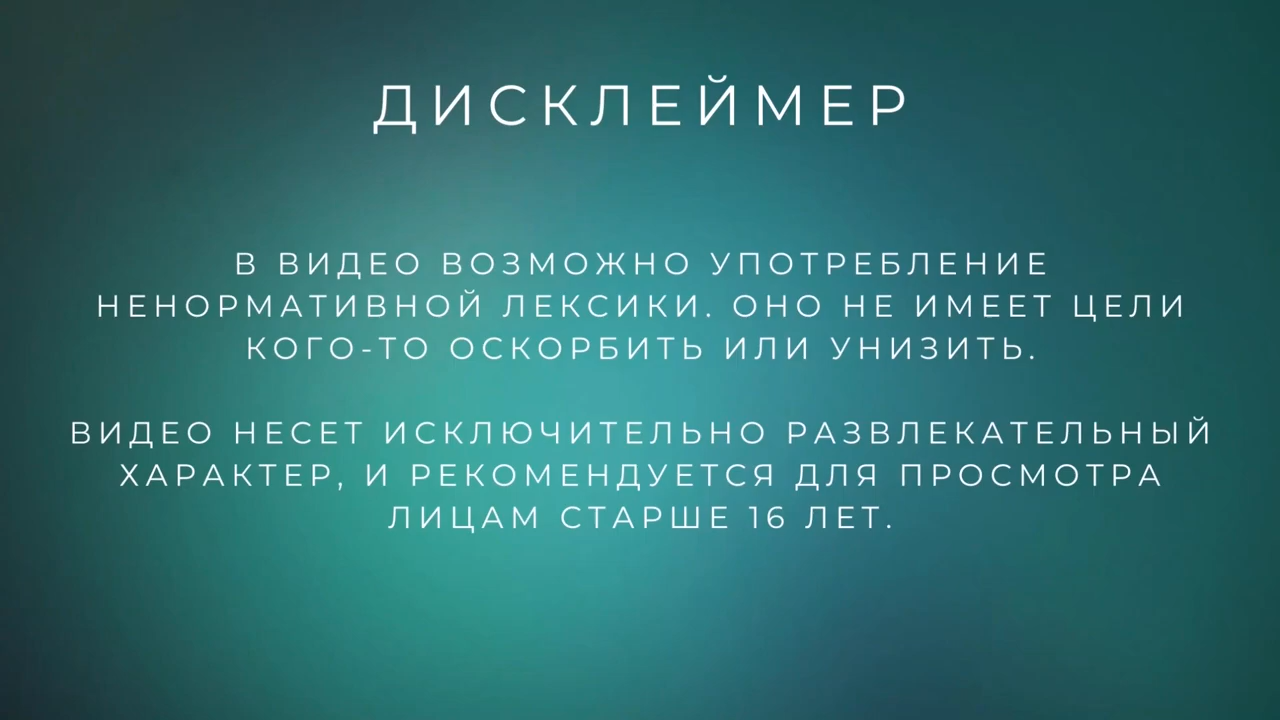 ДИСКЛЕЙМЕР
В ВИДЕО ВОЗМОЖНО УПОТРЕБЛЕНИЕ
НЕНОРМАТИВНОЙ ЛЕКСИКИ. ОНО НЕ ИМЕЕТ ЦЕЛИ
КОГО-ТО ОСКОРБИТЬ ИЛИ УНИЗИТЬ.
ВИДЕО НЕСЕТ ИСКЛЮЧИТЕЛЬНО РАЗВЛЕКАТЕЛЬНЫЙ
ХАРАКТЕР, И РЕКОМЕНДУЕТСЯ ДЛЯ ПРОСМОТРА
ЛИЦАМ СТАРШЕ 16 ЛЕТ.